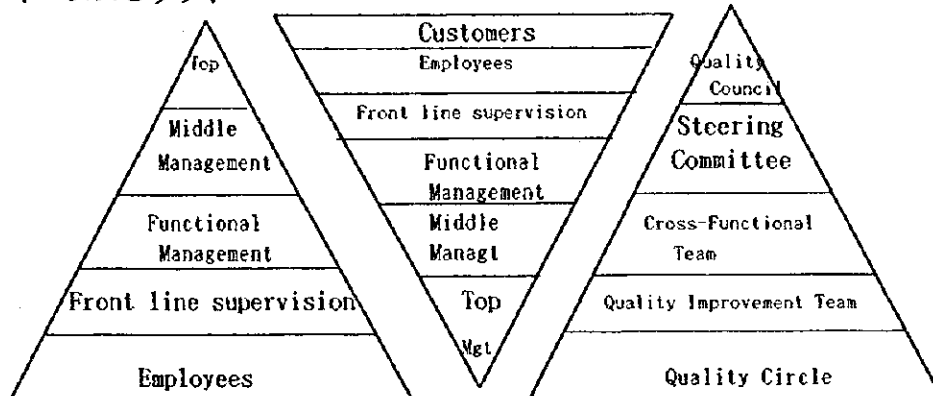 Top
Middle
Management
Functional
Management
Front line supervision
Employees
Customers
Employees
Front line supervision
Functional
Management
Middle
Managt
Top
Mgt
Quality
Council
Steering
Committee
Cross-Functional
Team
Quality Improvement Team
Quality Circle